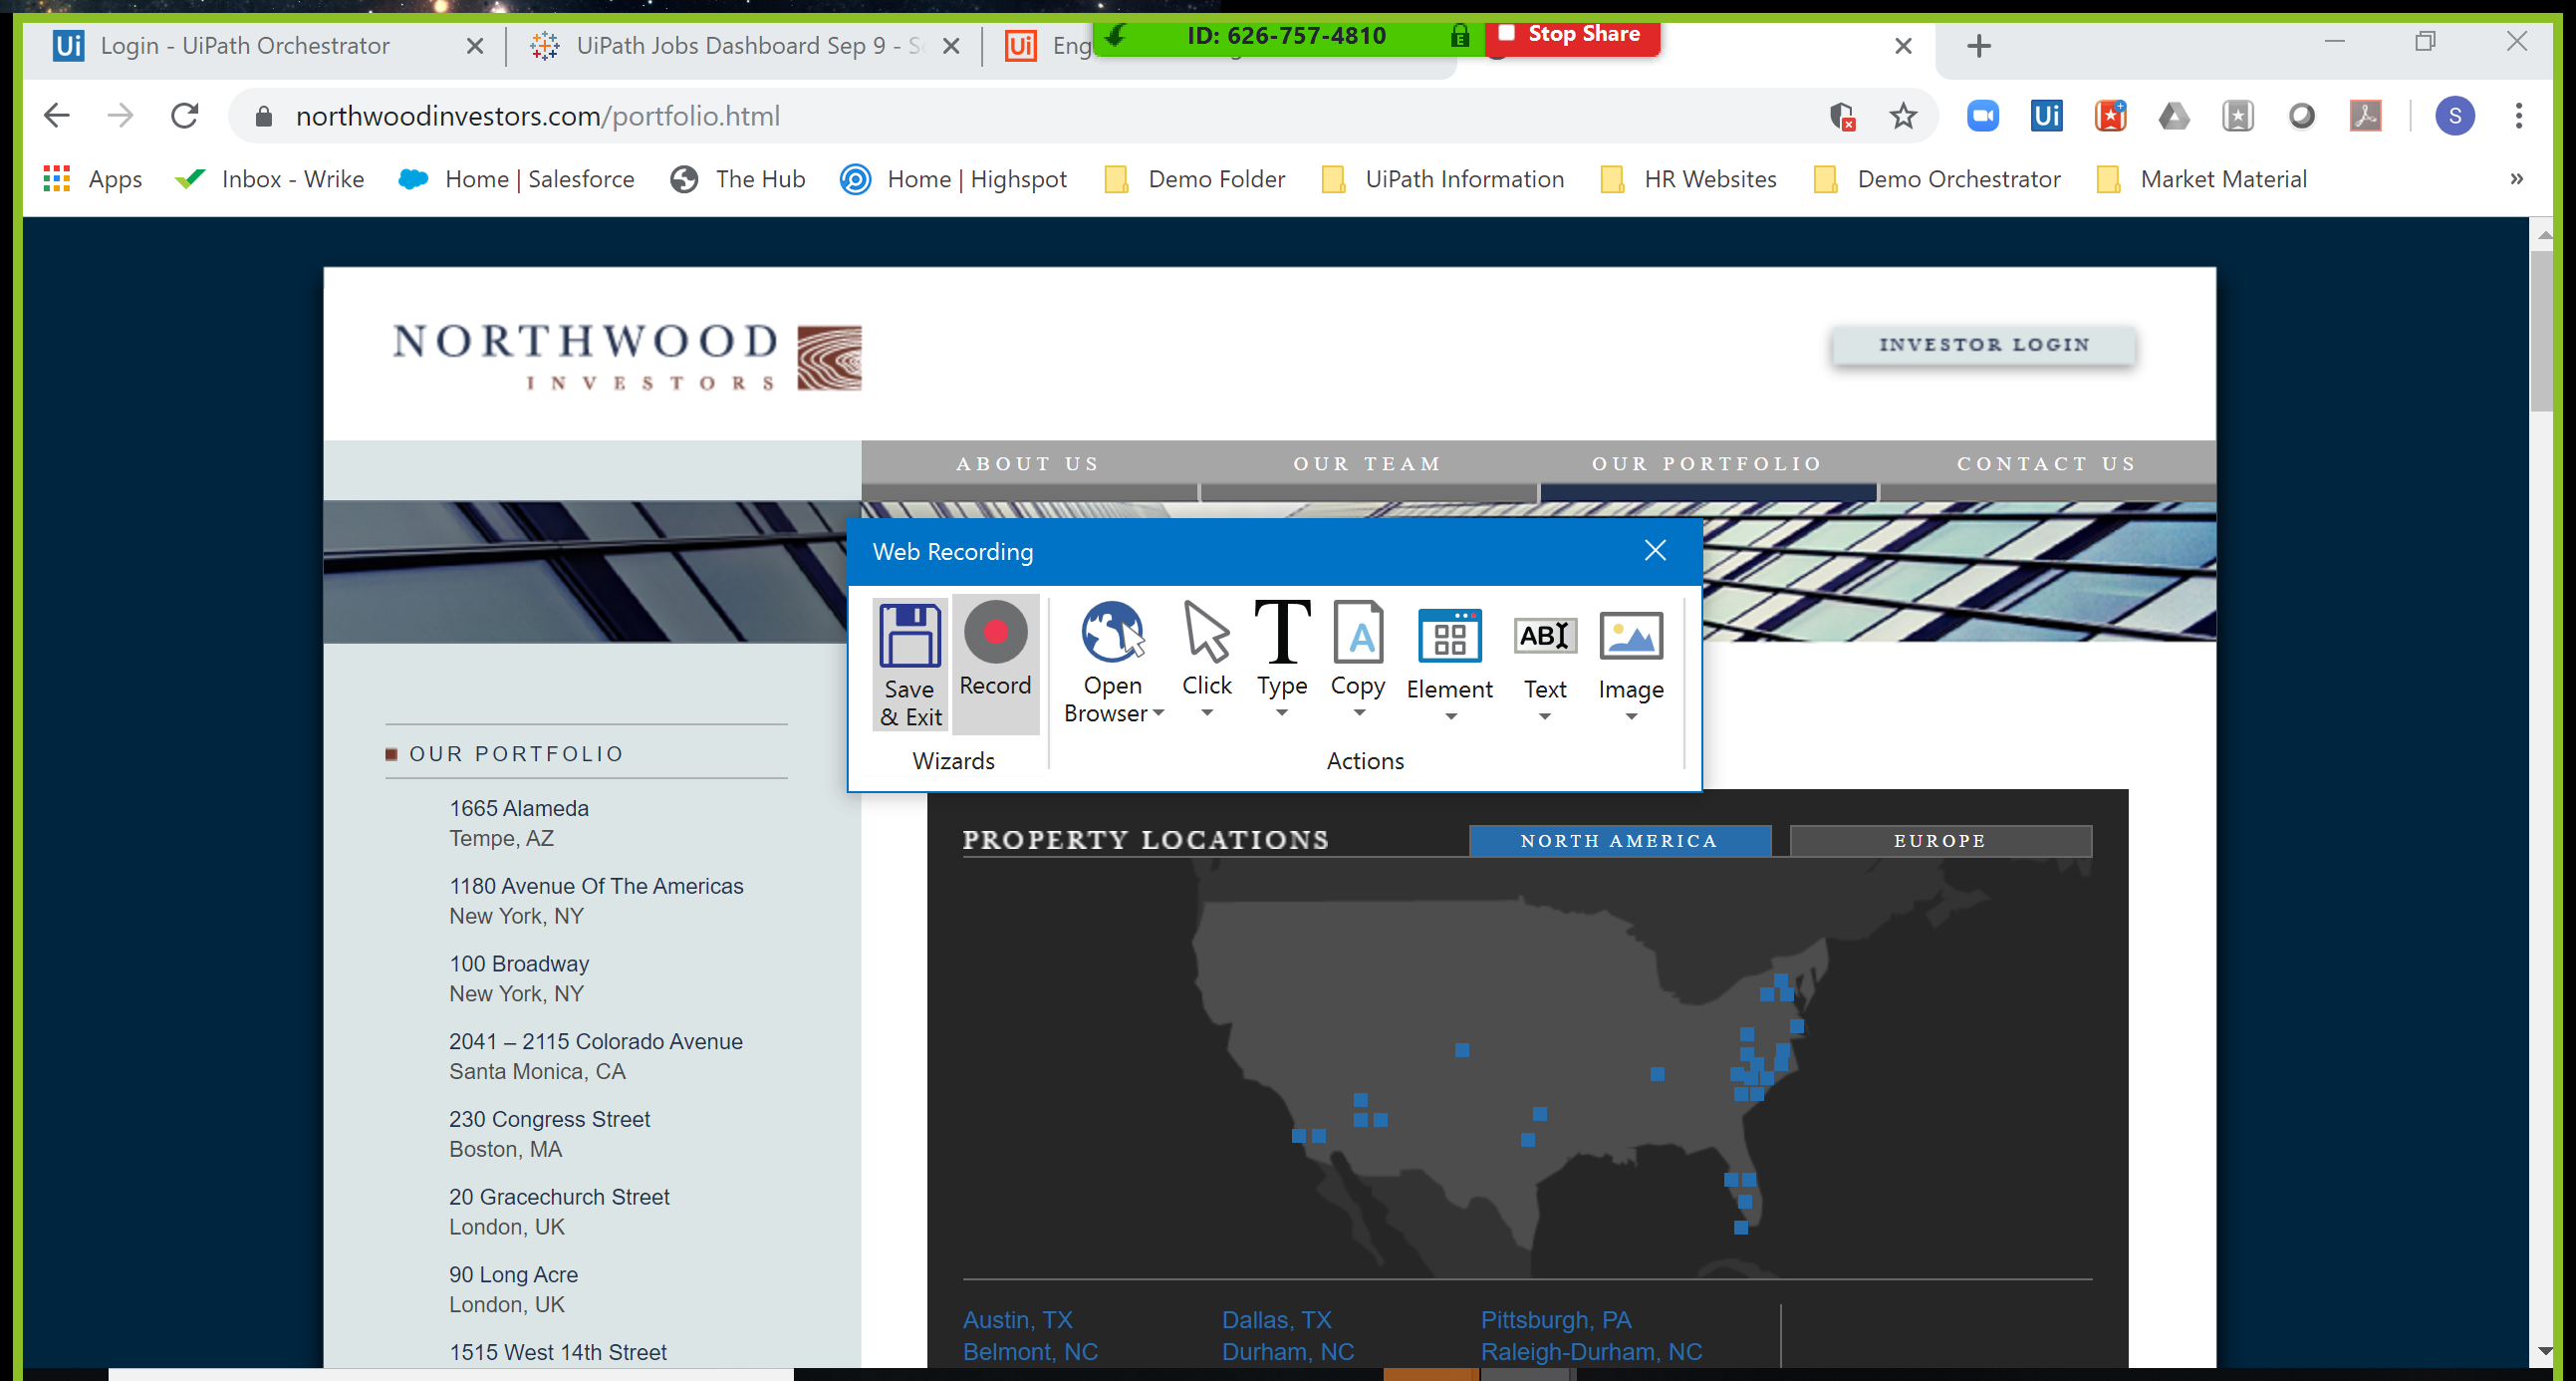 Login - UiPath Orchestrator
UiPath Jobs Dashboard Sep 9 - Sc
Eng
ID: 626-757-4810
Stop Share
northwoodinvestors.com/portfolio.html
S
Apps
Inbox - Wrike
Home | Salesforce
The Hub
Home | Highspot
Demo Folder
UiPath Information
HR Websites
Demo Orchestrator
Market Material
»
NORTHWOOD
INVESTORS
INVESTOR LOGIN
ABOUT US
OUR TEAM
OUR PORTFOLIO
CONTACT US
Web Recording
Save
& Exit
Record
Open
Browser
Click
Type
Copy
Element
Text
Image
Wizards
Actions
OUR PORTFOLIO
1665 Alameda
Tempe, AZ
1180 Avenue Of The Americas
New York, NY
100 Broadway
New York, NY
2041 – 2115 Colorado Avenue
Santa Monica, CA
230 Congress Street
Boston, MA
20 Gracechurch Street
London, UK
90 Long Acre
London, UK
1515 West 14th Street
PROPERTY LOCATIONS
NORTH AMERICA
EUROPE
Austin, TX
Dallas, TX
Pittsburgh, PA
Belmont, NC
Durham, NC
Raleigh-Durham, NC